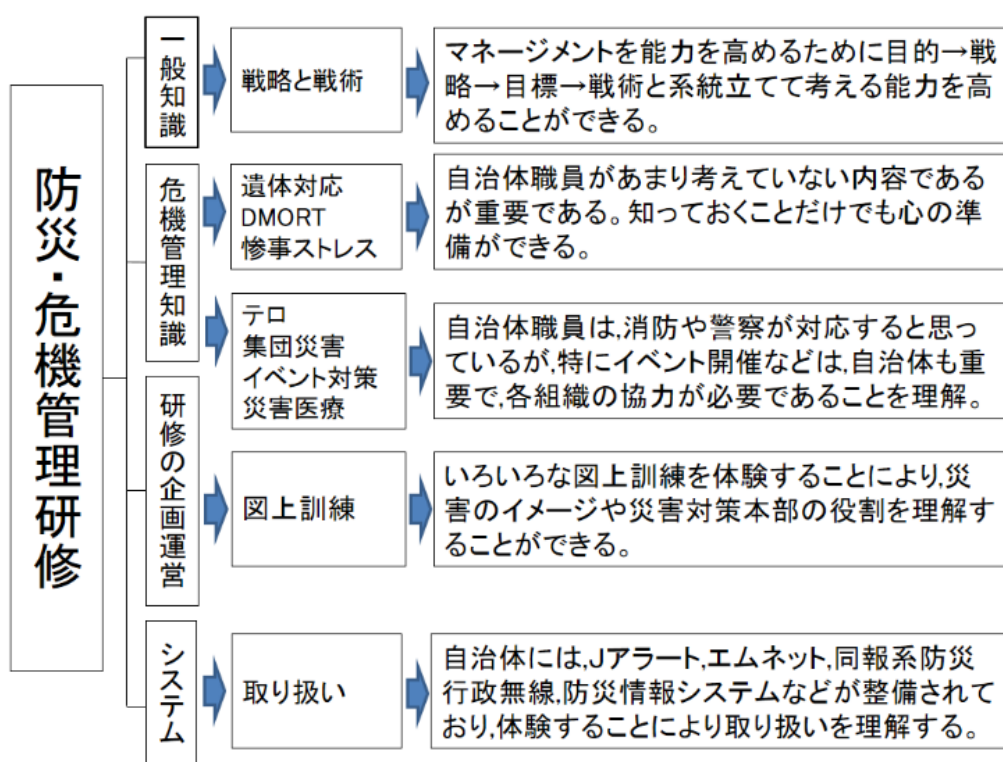 防災・危機管理研修
一般知識
戦略と戦術
マネージメントを能力を高めるために目的→戦
略→目標→戦術と系統立てて考える能力を高
めることができる。
危機管理知識
遺体対応
DMORT
惨事ストレス
自治体職員があまり考えていない内容である
が重要である。知っておくことだけでも心の準
備ができる。
テロ
集団災害
イベント対策
災害医療
自治体職員は,消防や警察が対応すると思っ
ているが,特にイベント開催などは,自治体も重
要で,各組織の協力が必要であることを理解。
研修の企画運営
図上訓練
いろいろな図上訓練を体験することにより,災
害のイメージや災害対策本部の役割を理解す
ることができる。
システム
取り扱い
自治体には,Jアラート,エムネット,同報系防災
行政無線,防災情報システムなどが整備されて
おり,体験することにより取り扱いを理解する。